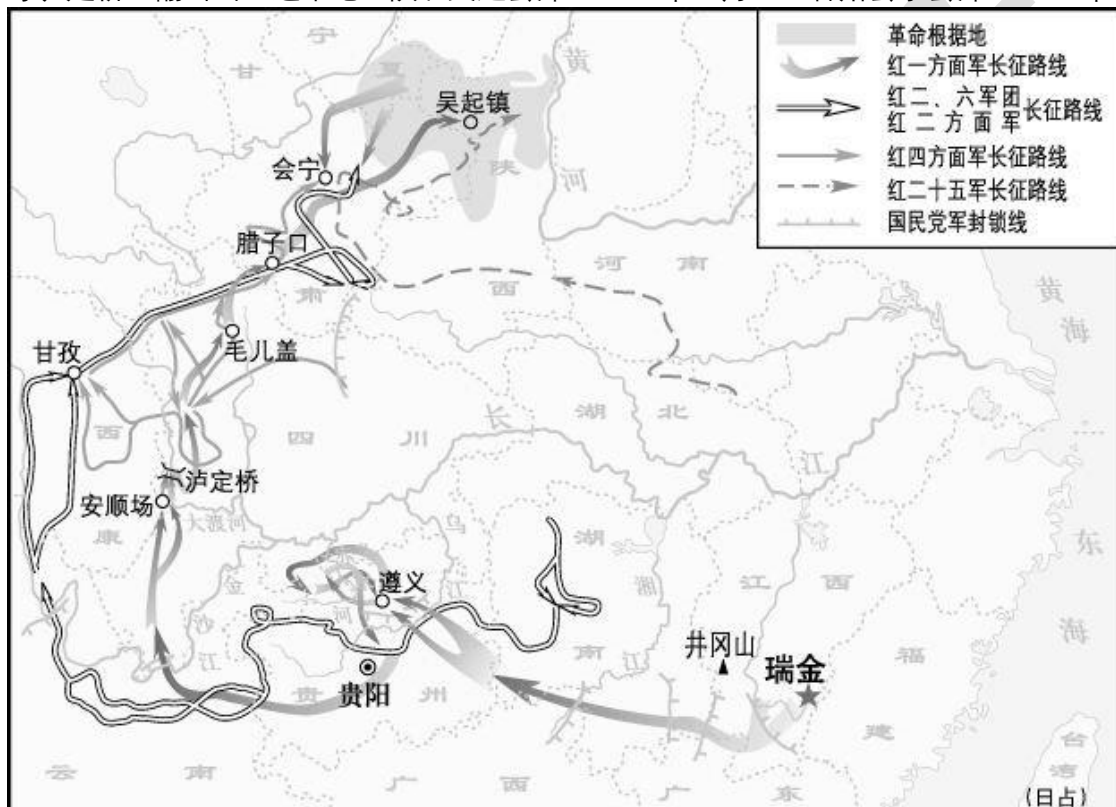 革命根据地
红一方面军长征路线
红二、六军团
红二方面军
长征路线
红四方面军长征路线
红二十五军长征路线
国民党军封锁线
宁
夏
甘
黄
河
吴起镇
陕
会宁
腊子口
肃
西
河南
黄
海
甘孜
毛儿盖
西
四川
长
湖北
江
泸定桥
安顺场
大渡河
康
乌
江
湖
湘
江
江西
东
海
金
沙
江
遵义
河
南
井冈山
瑞金
福
建
贵
州
贵阳
云南
广西
广东
台
湾
(日占)